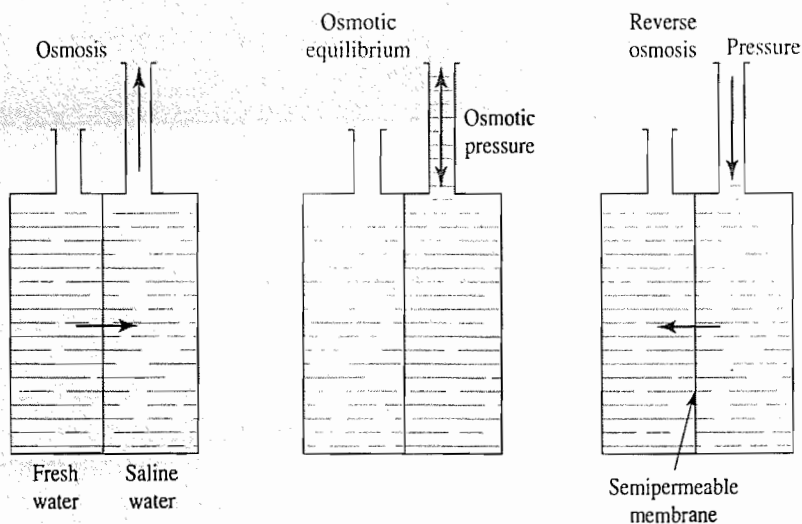 Osmosis
Osmotic
equilibrium
Osmotic
pressure
Reverse
osmosis
Pressure
Fresh
water
Saline
water
Semipermeable
membrane